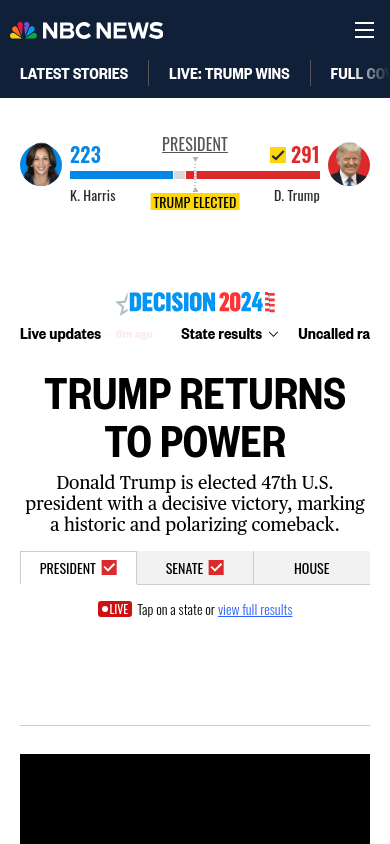 NBC NEWS
LATEST STORIES LIVE: TRUMP WINS FULL
PRESIDENT
223 291
K. Harris D. Trump
TRUMP ELECTED
DECISION 2024
Live updates 6m ago State results Uncalled ra
TRUMP RETURNS
TO POWER
Donald Trump is elected 47th U.S.
president with a decisive victory, marking
a historic and polarizing comeback.
PRESIDENT SENATE HOUSE
LIVE Tap on a state or view full results